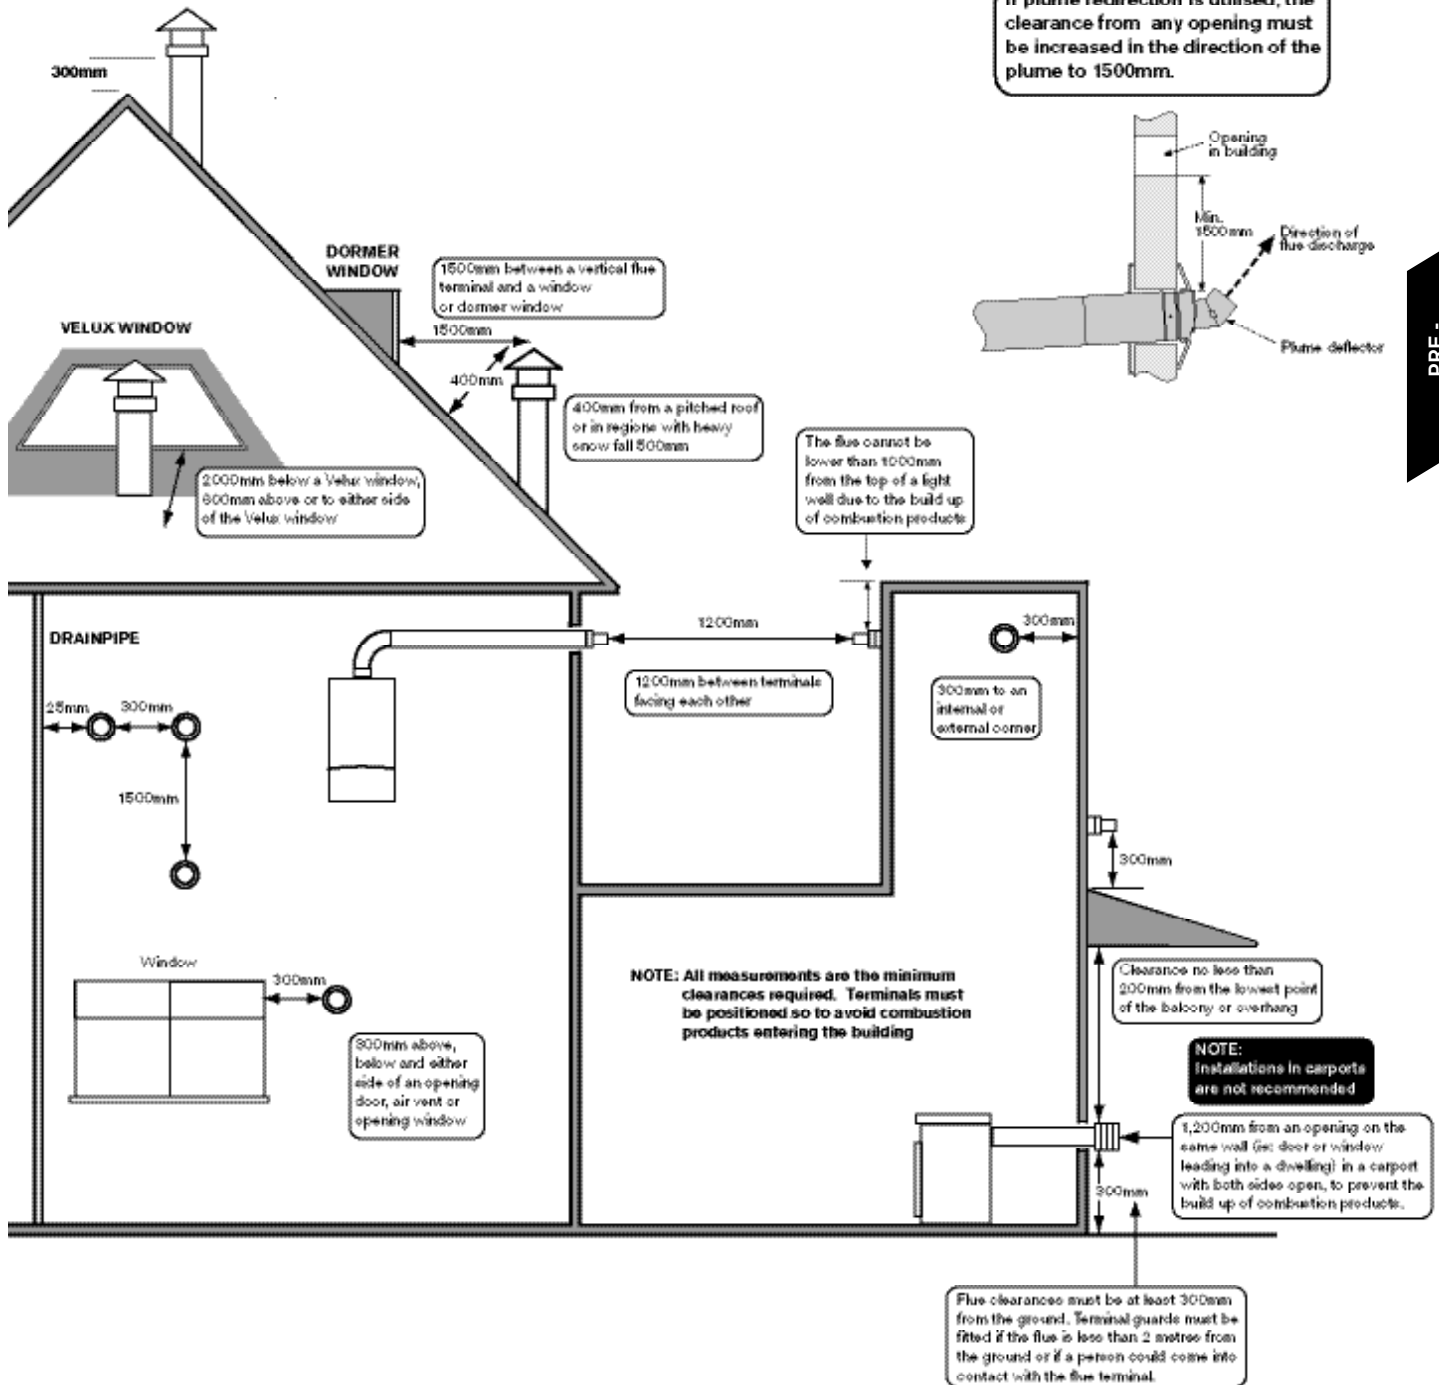 If plume redirection is utilised, the
clearance from any opening must
be increased in the direction of the
plume to 1500mm.
300mm
Opening
in building
Min.
1500mm
Direction of
flue discharge
Plume deflector
PRE -
DORMER
WINDOW
1500mm between a vertical flue
terminal and a window
or dormer window
1500mm
VELUX WINDOW
400mm
400mm from a pitched roof
or in regions with heavy
snow fall 500mm
2000mm below a Velux window,
600mm above or to either side
of the Velux window
The flue cannot be
lower than 1000mm
from the top of a light
well due to the build up
of combustion products
DRAINPIPE
1200mm
300mm
1200mm between terminals
facing each other
300mm to an
internal or
external corner
25mm
300mm
1500mm
300mm
Window
300mm
NOTE: All measurements are the minimum
clearances required. Terminals must
be positioned so to avoid combustion
products entering the building
Clearance no less than
200mm from the lowest point
of the balcony or overhang
300mm above,
below and either
side of an opening
door, air vent or
opening window
NOTE:
Installations in carports
are not recommended
1,200mm from an opening on the
same wall (ie: door or window
leading into a dwelling) in a carport
with both sides open, to prevent the
build up of combustion products.
300mm
Flue clearances must be at least 300mm
from the ground. Terminal guards must be
fitted if the flue is less than 2 metres from
the ground or if a person could come into
contact with the flue terminal.